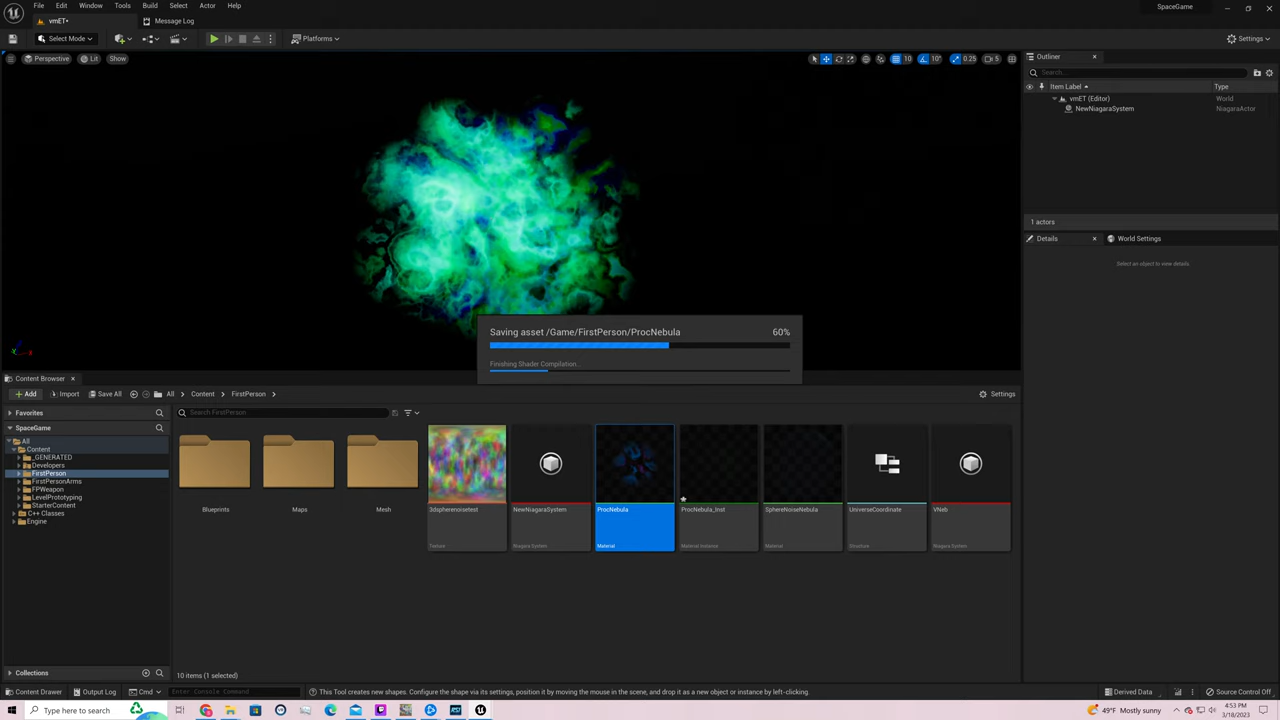 File Edit Window Tools Build Select Actor Help
SpaceGame
vmET•
Message Log
Select Mode
Platforms
Settings
Perspective Lit Show
10 10° 0.25 5
Outliner
Search...
Item Label Type
vmET (Editor) World
NewNiagaraSystem NiagaraActor
1 actors
Details World Settings
Select an object to view details.
Saving asset /Game/FirstPerson/ProcNebula 60%
Finishing Shader Compilation...
Content Browser
Add Import Save All All Content FirstPerson Settings
Favorites
Search FirstPerson
SpaceGame
All
Content
_GENERATED
Developers
FirstPerson
FirstPersonArms
FPWeapon
LevelPrototyping
StarterContent
C++ Classes
Engine
Blueprints Maps Mesh
3dspherenoisetest NewNiagaraSystem ProcNebula ProcNebula_Inst SphereNoiseNebula UniverseCoordinate VNeb
Texture Niagara System Material Material Instance Material Structure Niagara System
Collections
10 items (1 selected)
Content Drawer Output Log Cmd Enter Console Command
This Tool creates new shapes. Configure the shape via its settings, position it by moving the mouse in the scene, and drop it as a new object or instance by left-clicking.
Derived Data Source Control Off
Type here to search
49°F Mostly sunny
4:53 PM
3/18/2023